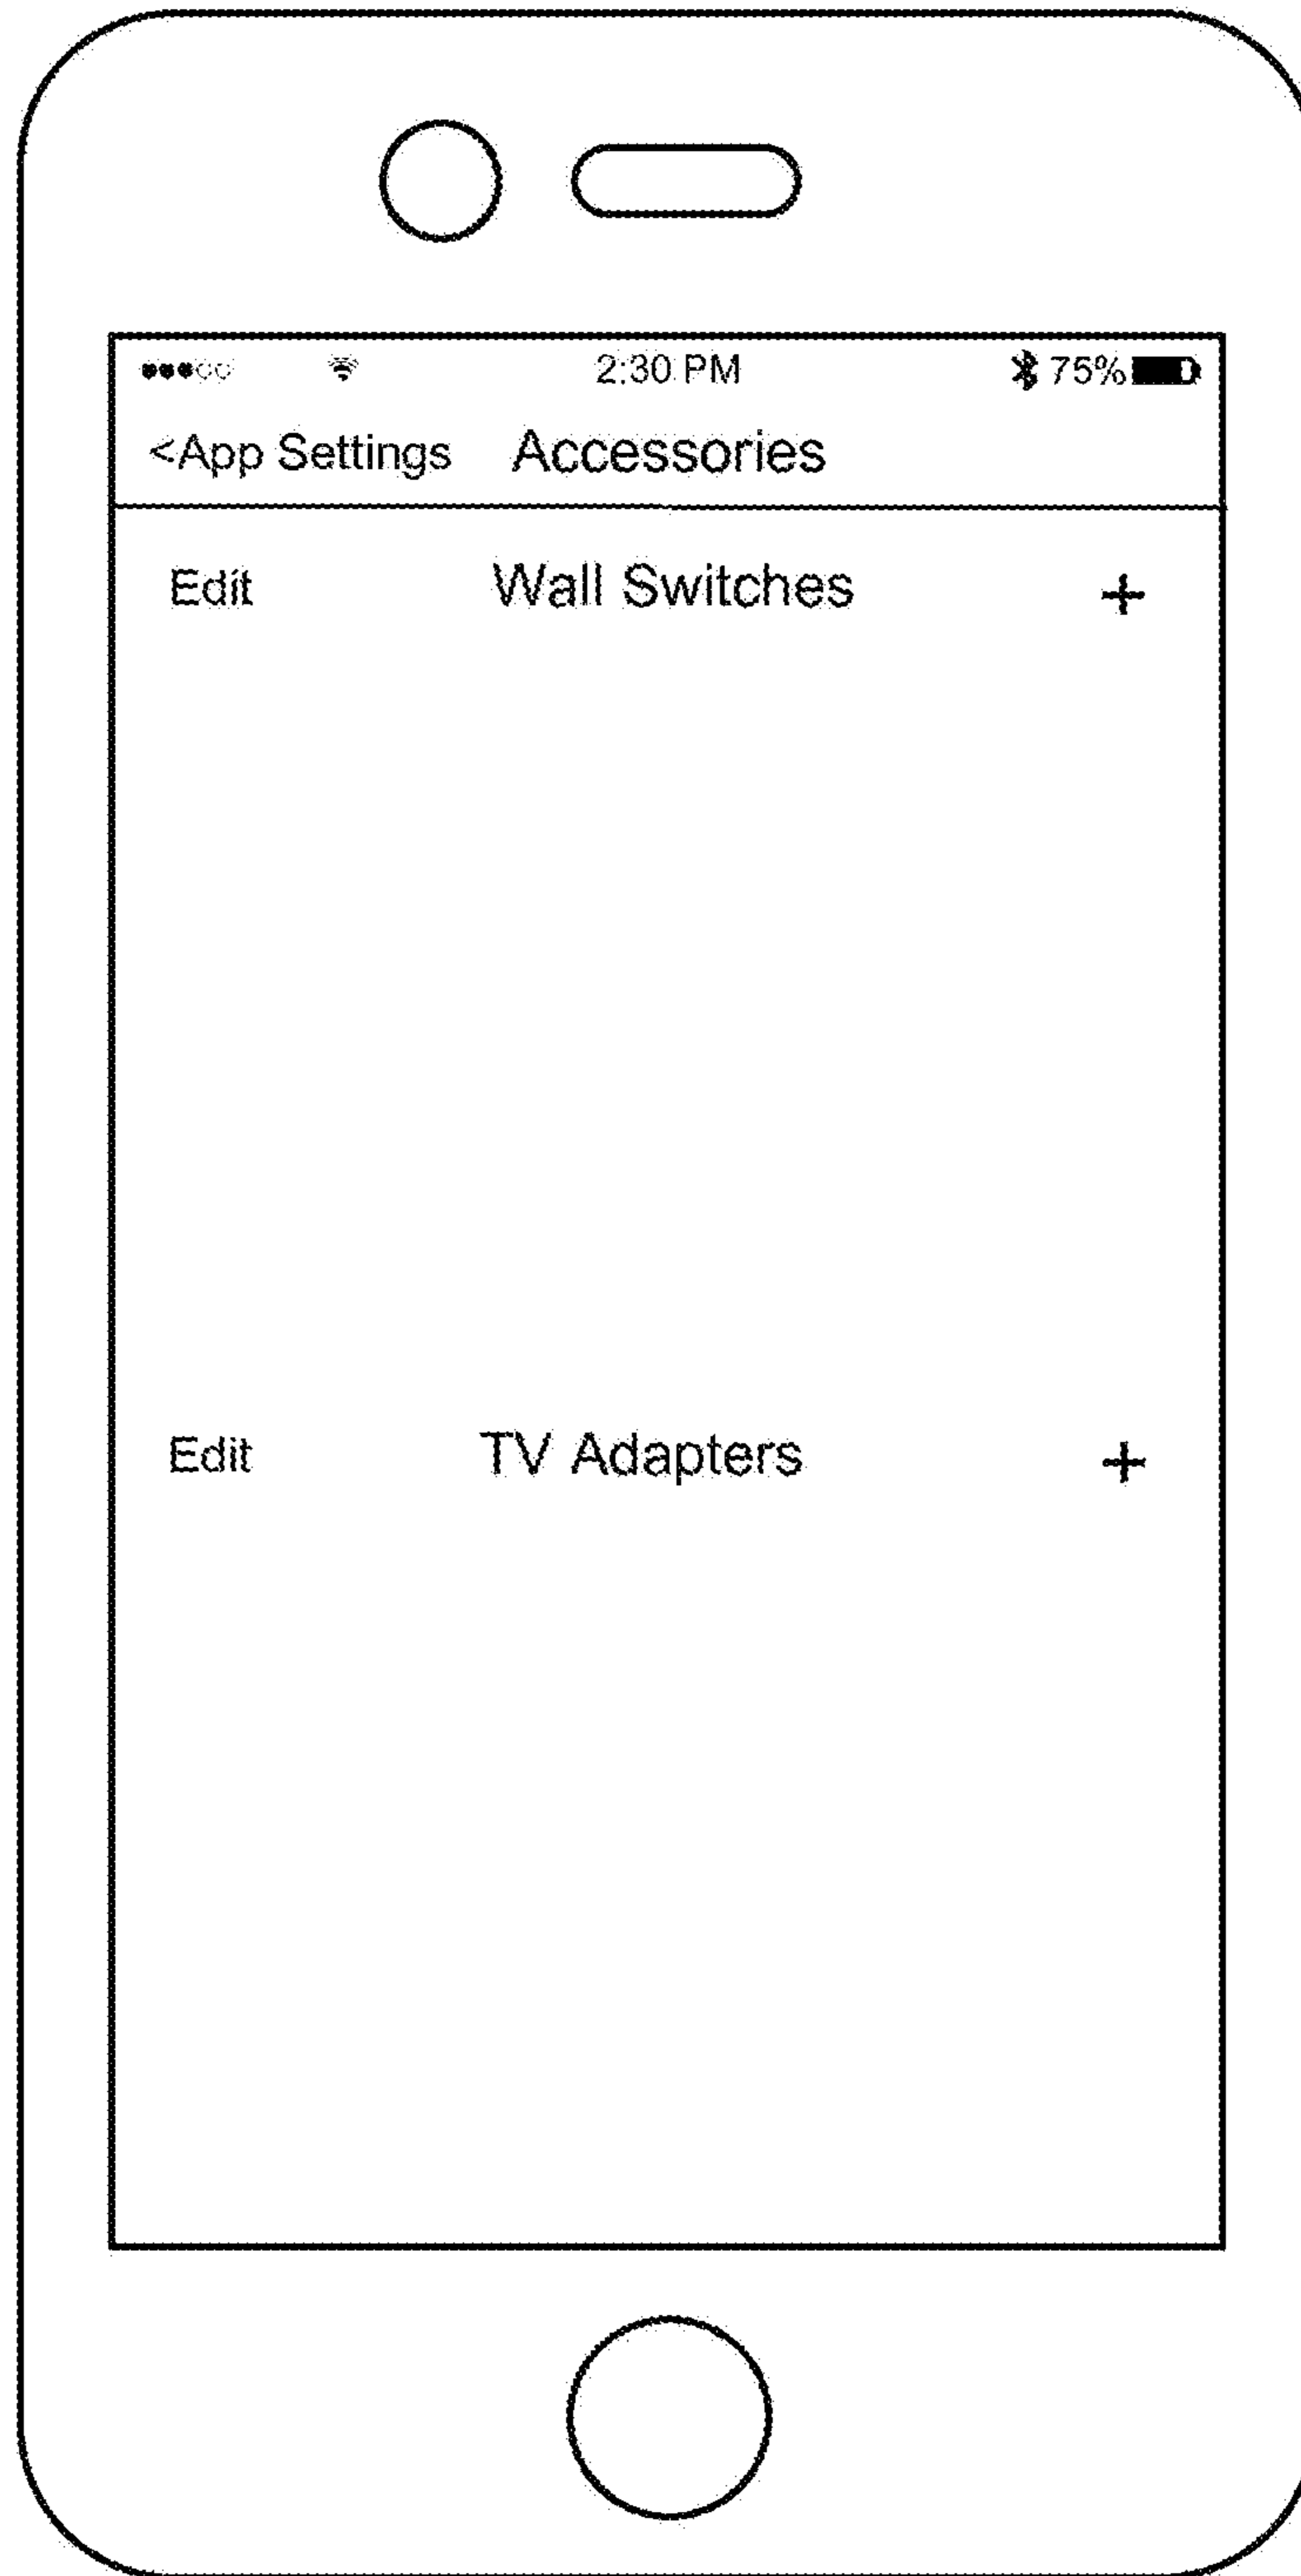 2:30 PM 75%
<App Settings Accessories
Edit Wall Switches +
Edit TV Adapters +